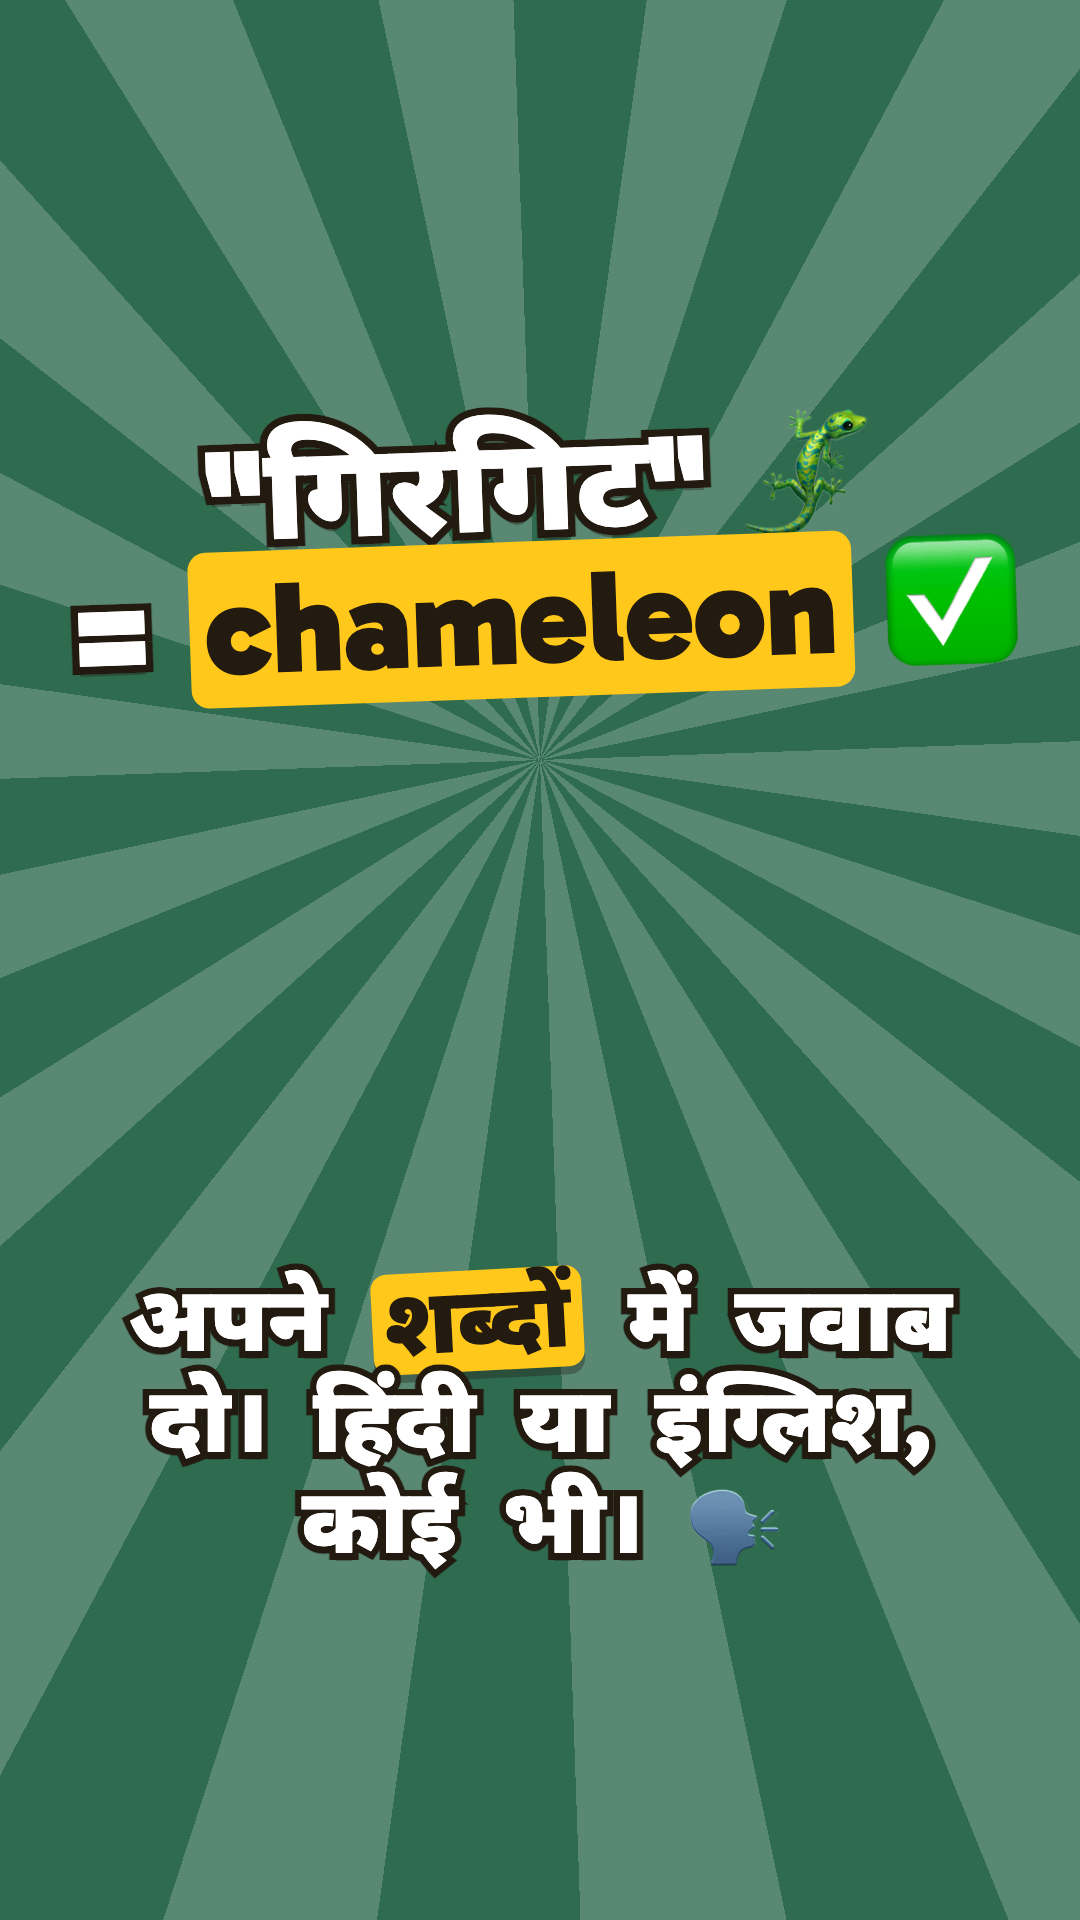 "गिरगिट" 🦎
= chameleon ✅
अपने शब्दों में जवाब
दो। हिंदी या इंग्लिश,
कोई भी। 🗣️